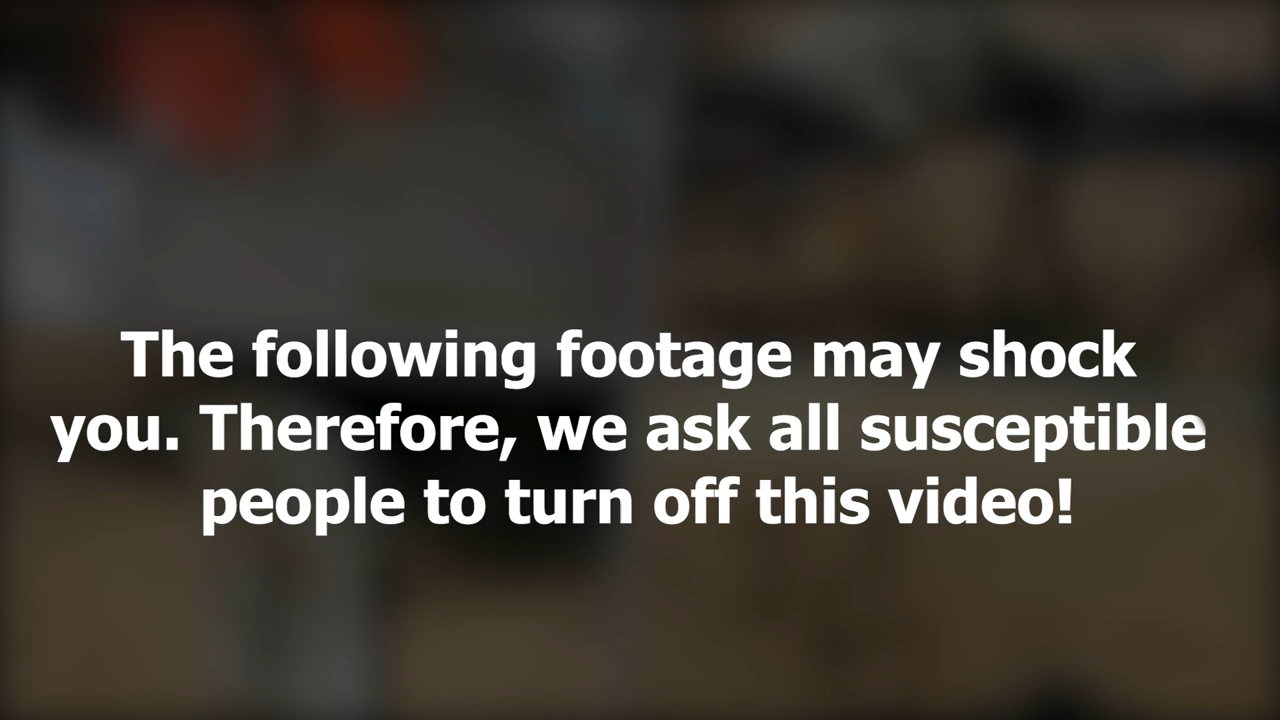 The following footage may shock
you. Therefore, we ask all susceptible
people to turn off this video!